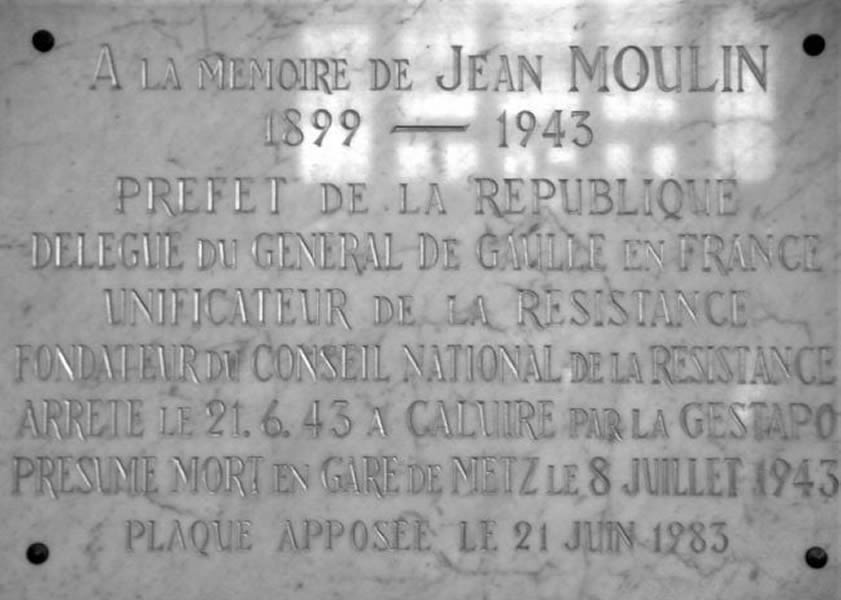 A LA MEMOIRE DE JEAN MOULIN
1899 — 1943
PREFET DE LA REPUBLIQUE
DELEGUE DU GENERAL DE GAULLE EN FRANCE
UNIFICATEUR DE LA RESISTANCE
FONDATEUR DU CONSEIL NATIONAL DE LA RESISTANCE
ARRETE LE 21.6.43 A CALUIRE PAR LA GESTAPO
PRESUME MORT EN GARE DE METZ LE 8 JUILLET 1943
PLAQUE APPOSÉE LE 21 JUIN 1983